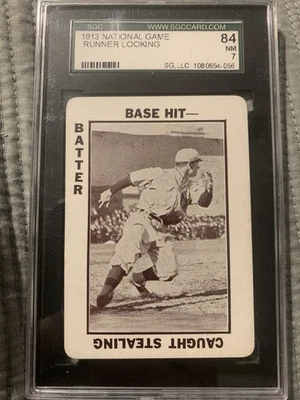 SGC WWW.SGCCARD.COM
1913 NATIONAL GAME
RUNNER LOOKING
84
NM
7
SG, LLC 1080654-056
BASE HIT—
BATTER
CAUGHT STEALING